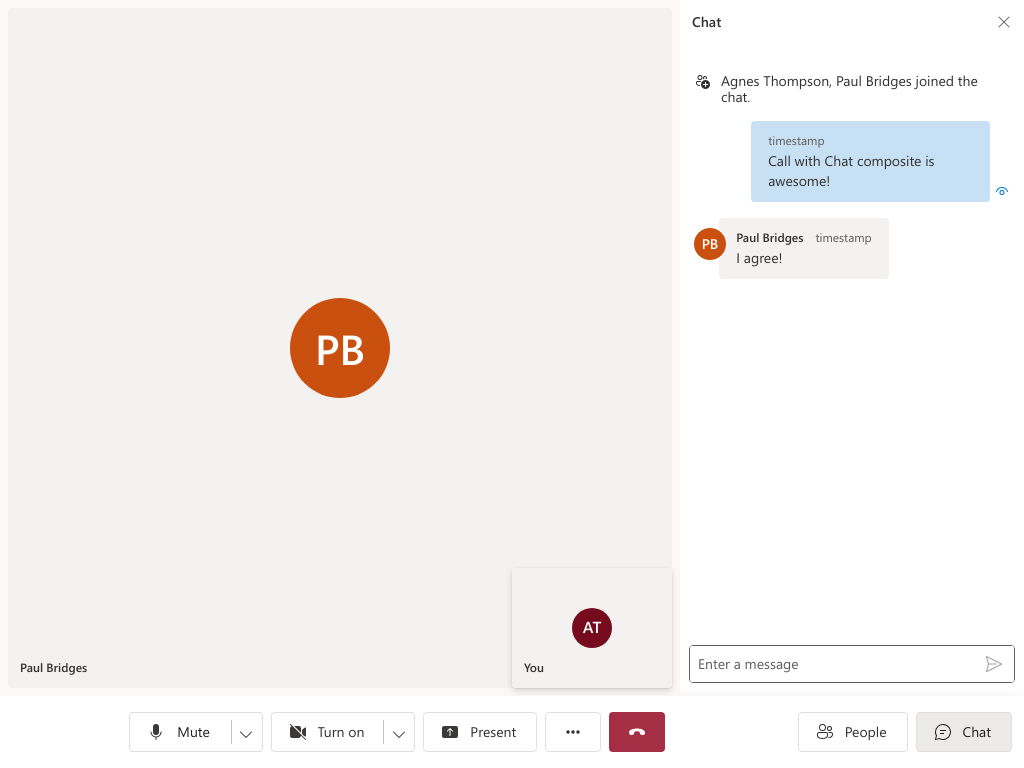 Chat
Agnes Thompson, Paul Bridges joined the
chat.
timestamp
Call with Chat composite is
awesome!
PB
Paul Bridges timestamp
I agree!
PB
AT
Paul Bridges
You
Enter a message
Mute
Turn on
Present
People
Chat